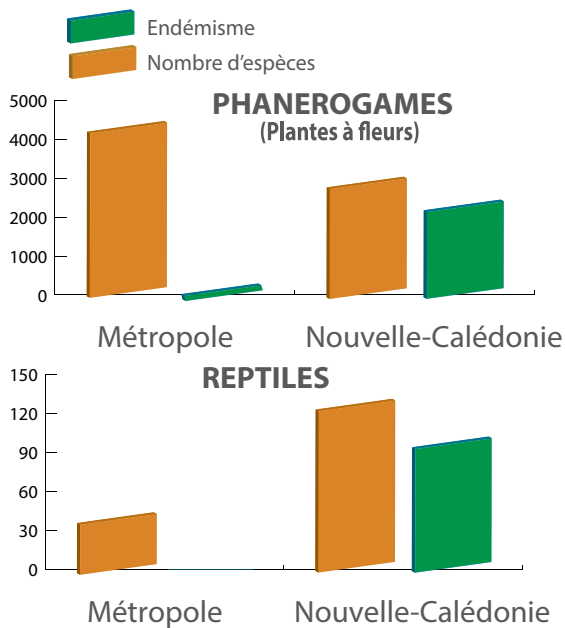 Endémisme
Nombre d'espèces
PHANEROGAMES
(Plantes à fleurs)
5000
4000
3000
2000
1000
0
Métropole Nouvelle-Calédonie
REPTILES
150
120
90
60
30
0
Métropole Nouvelle-Calédonie